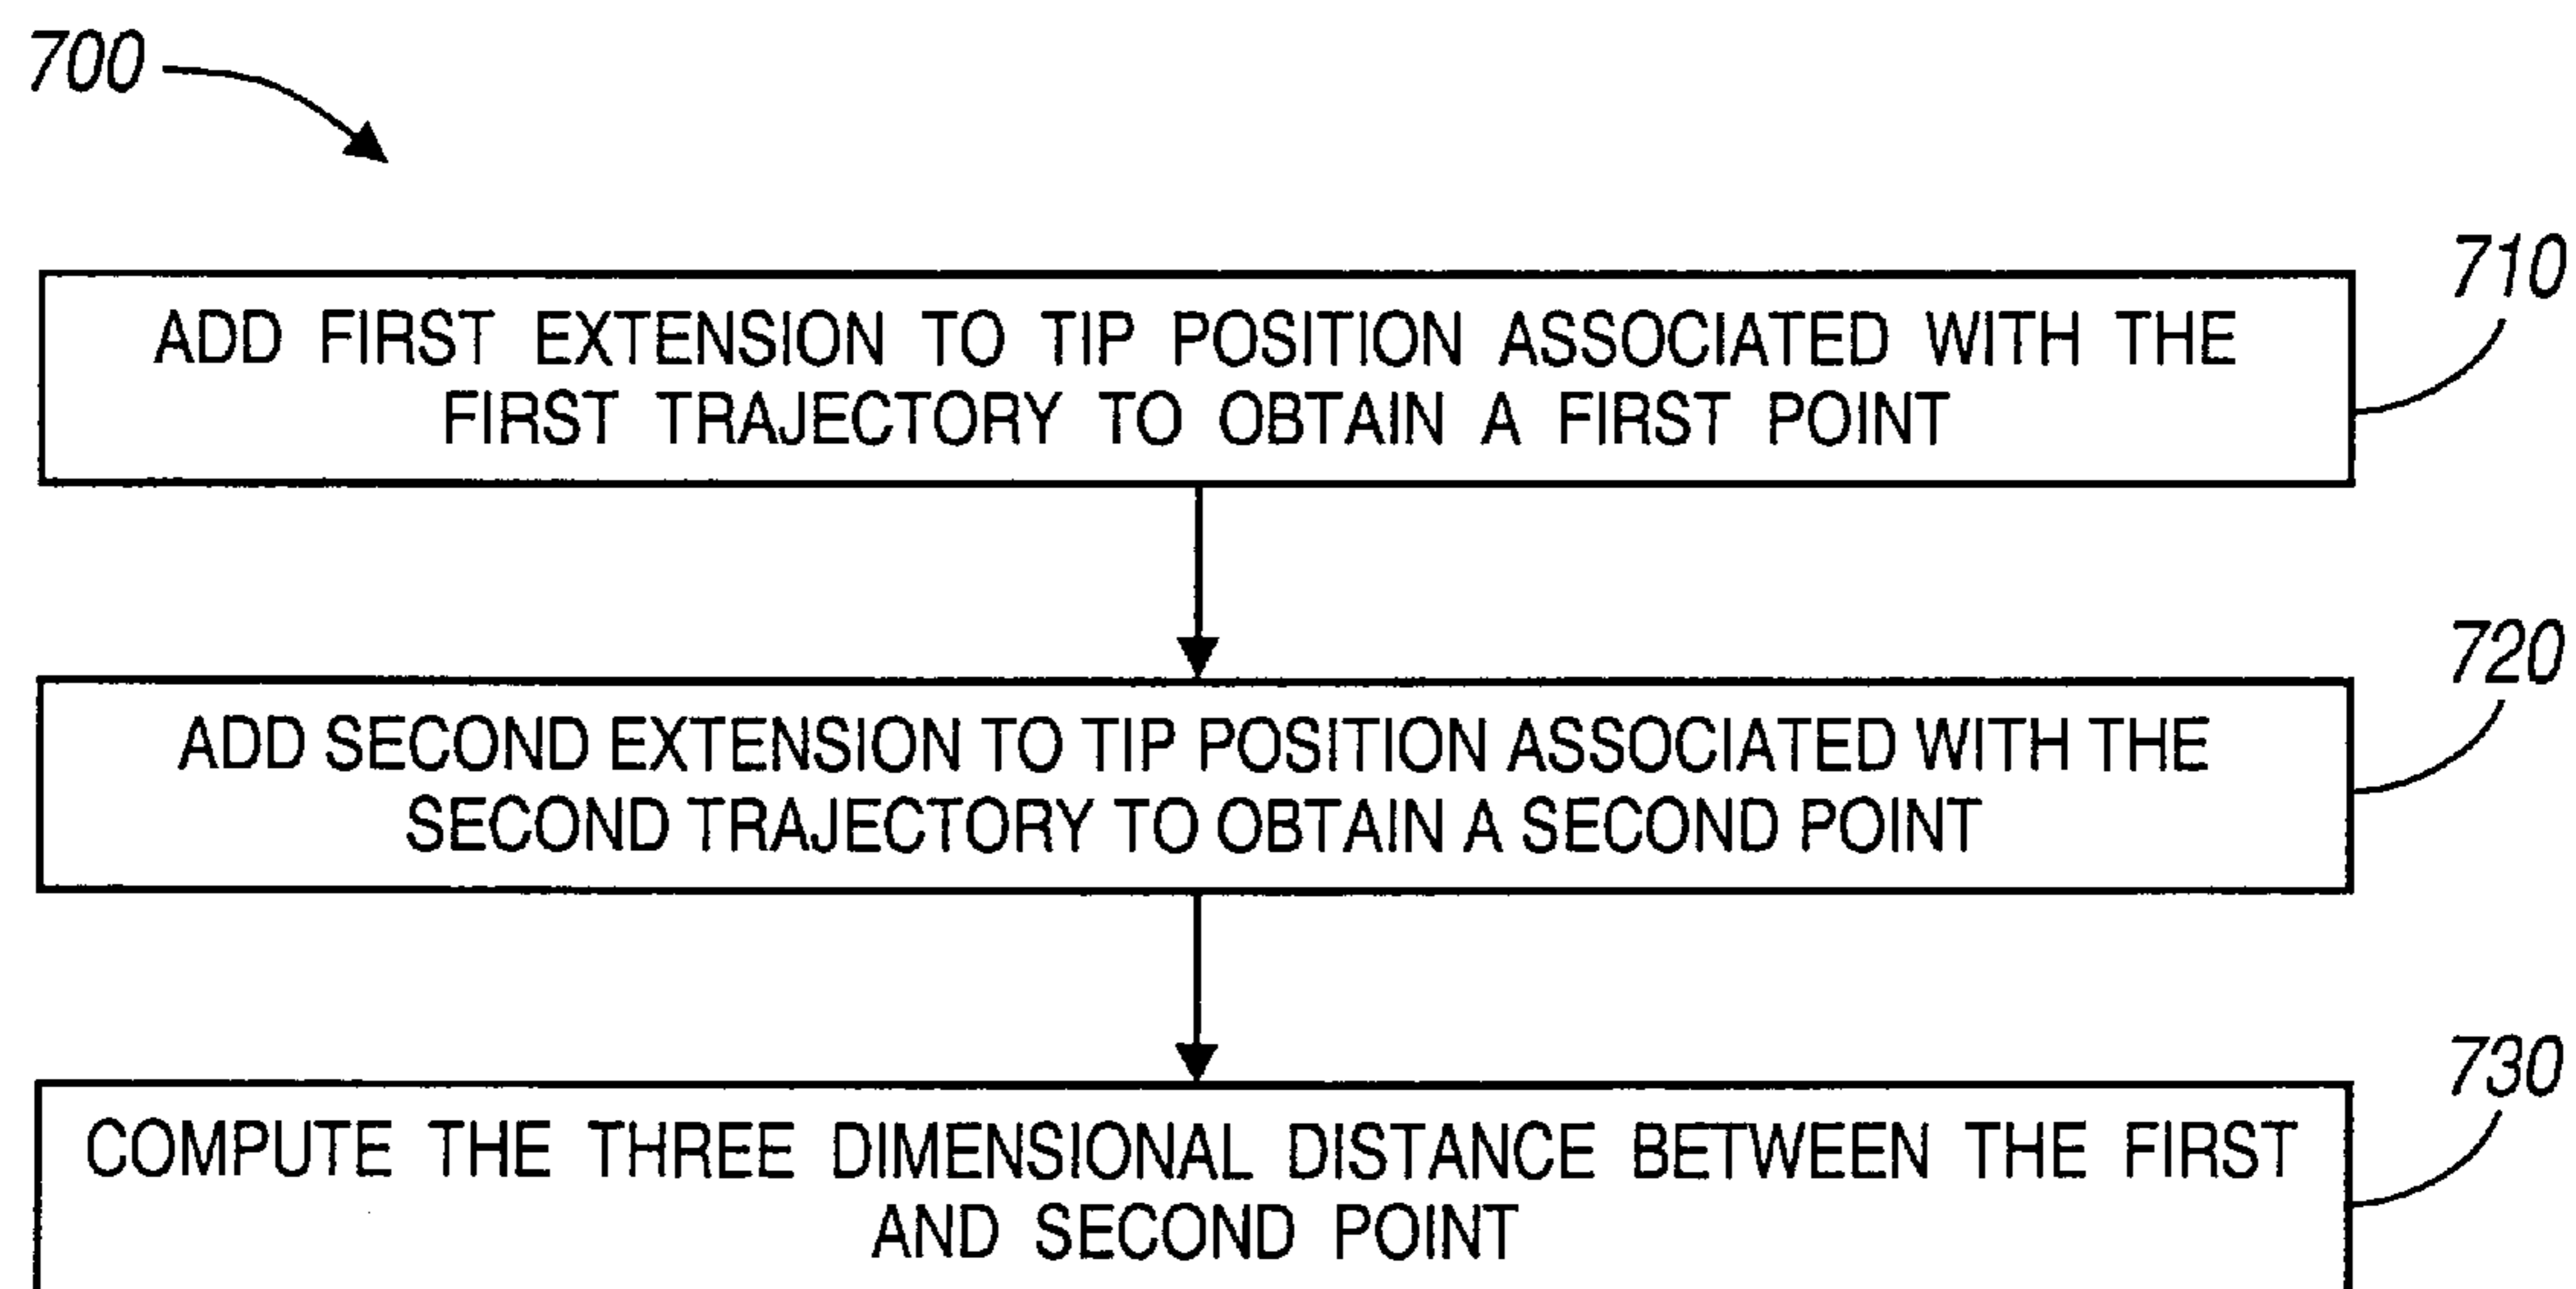 700
710
ADD FIRST EXTENSION TO TIP POSITION ASSOCIATED WITH THE
FIRST TRAJECTORY TO OBTAIN A FIRST POINT
720
ADD SECOND EXTENSION TO TIP POSITION ASSOCIATED WITH THE
SECOND TRAJECTORY TO OBTAIN A SECOND POINT
730
COMPUTE THE THREE DIMENSIONAL DISTANCE BETWEEN THE FIRST
AND SECOND POINT